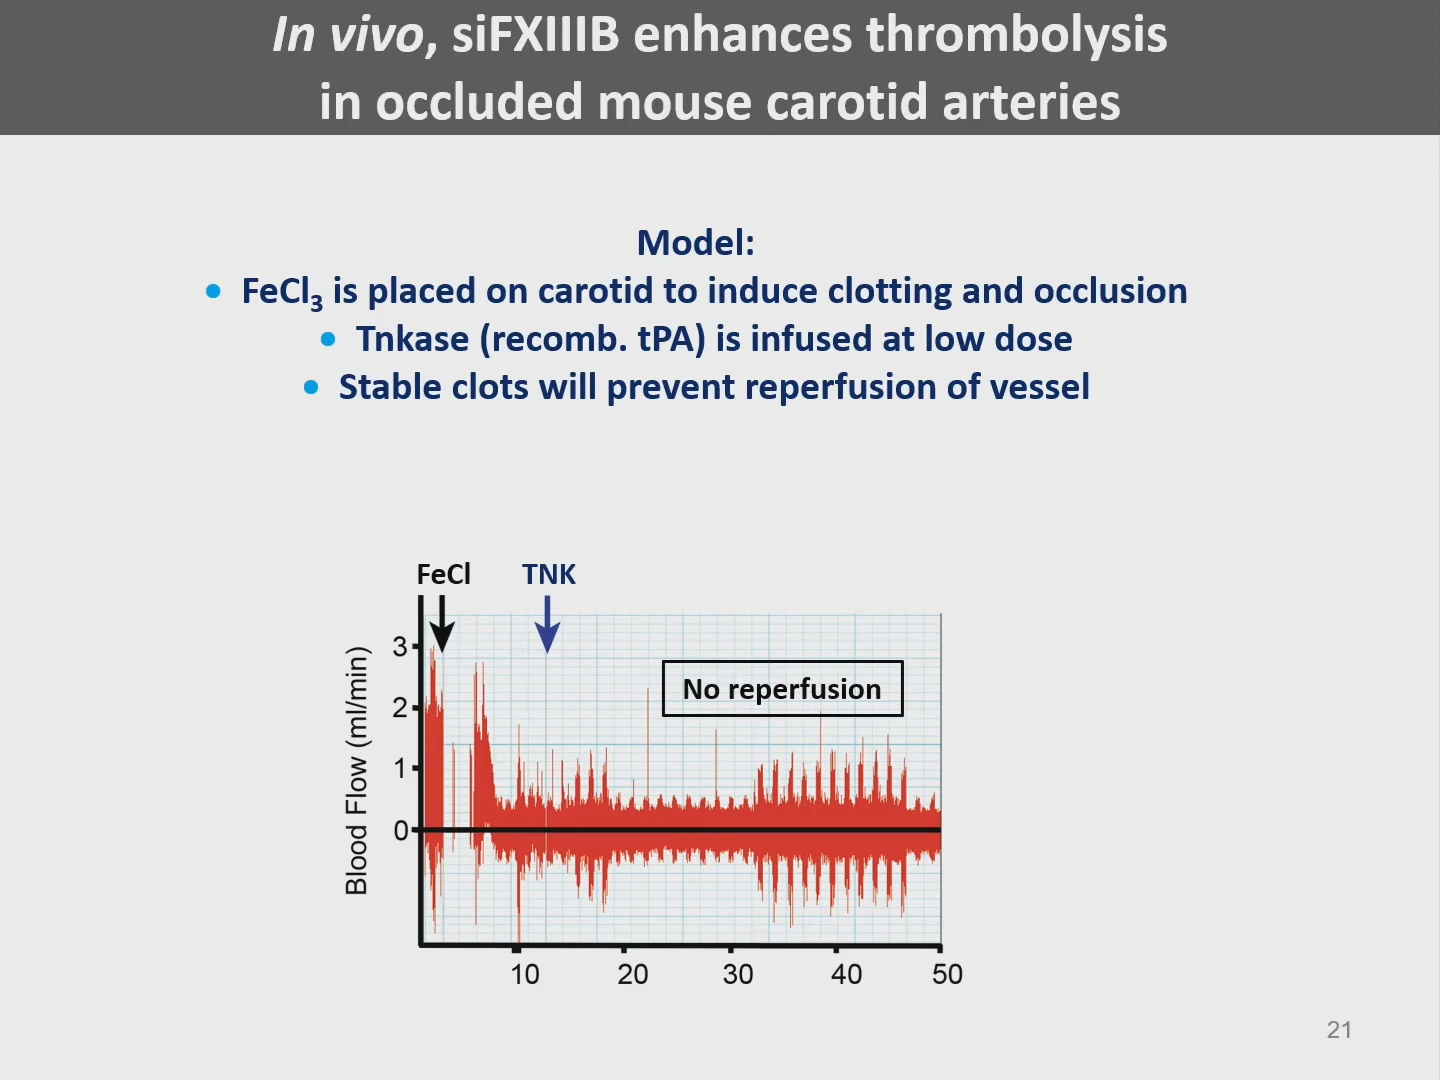 In vivo, siFXIIIB enhances thrombolysis
in occluded mouse carotid arteries
Model:
• FeCl3 is placed on carotid to induce clotting and occlusion
• Tnkase (recomb. tPA) is infused at low dose
• Stable clots will prevent reperfusion of vessel
FeCl TNK
No reperfusion
Blood Flow (ml/min)
3
2
1
0
10 20 30 40 50
21